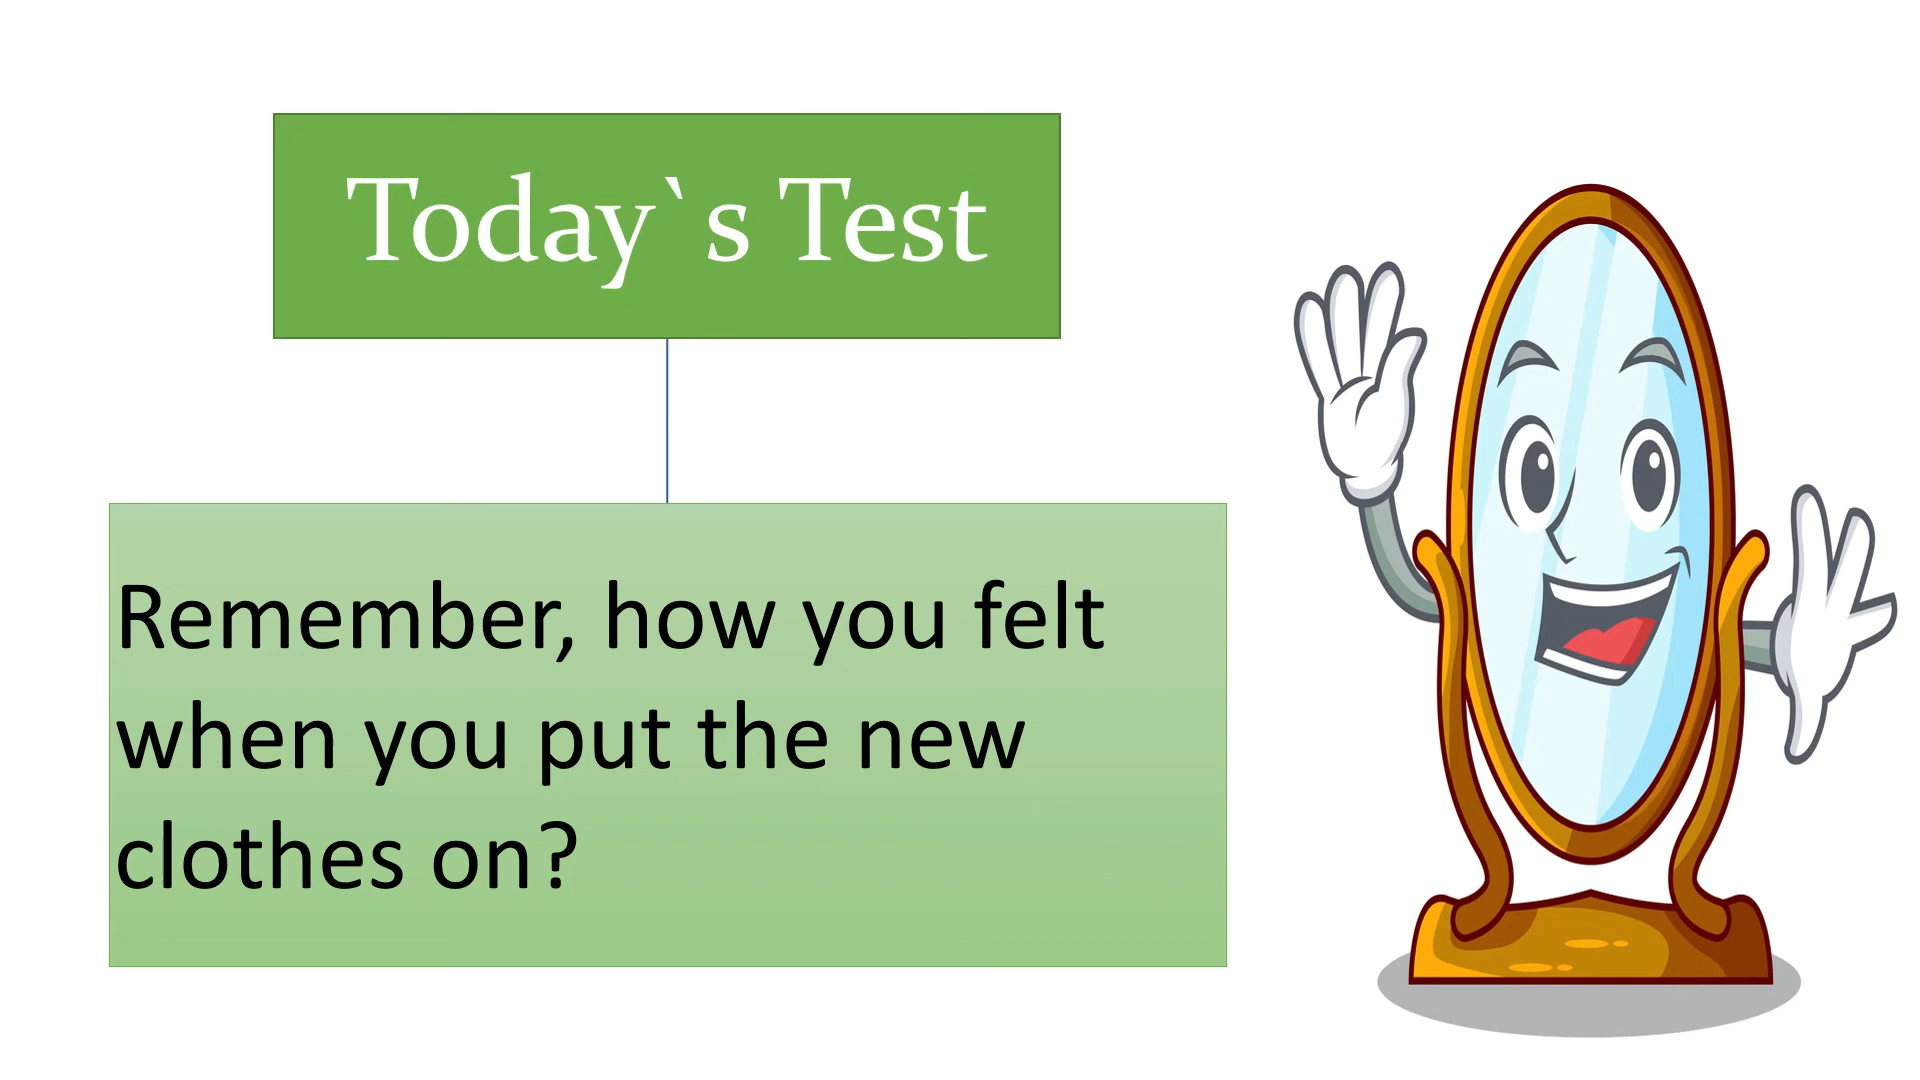 Today`s Test
Remember, how you felt
when you put the new
clothes on?